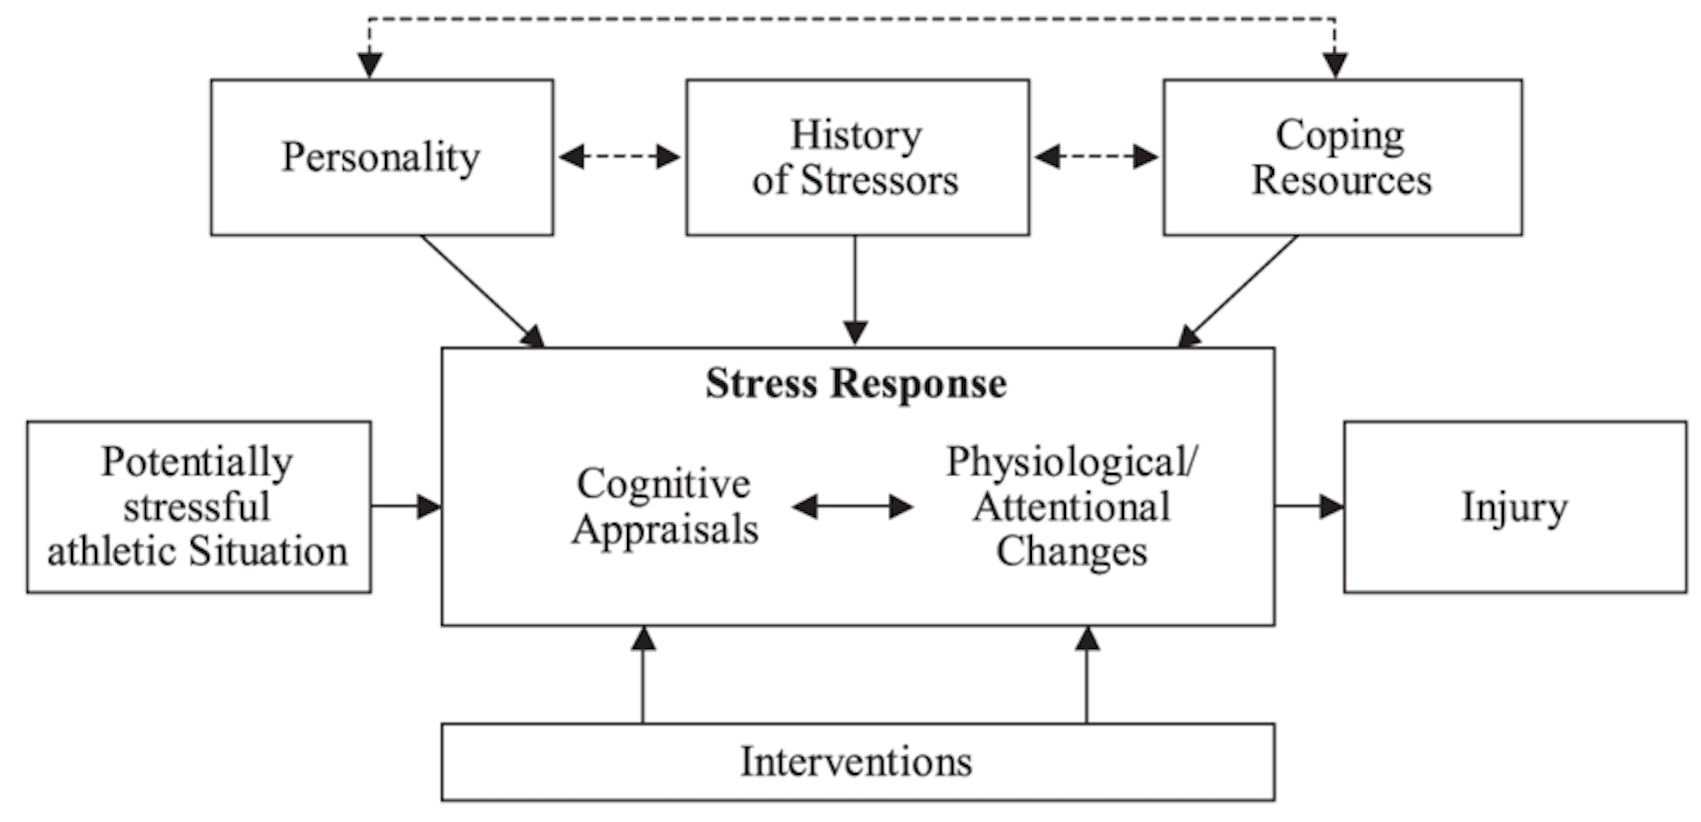 Personality
History
of Stressors
Coping
Resources
Stress Response
Potentially
stressful
athletic Situation
Cognitive
Appraisals
Physiological/
Attentional
Changes
Injury
Interventions